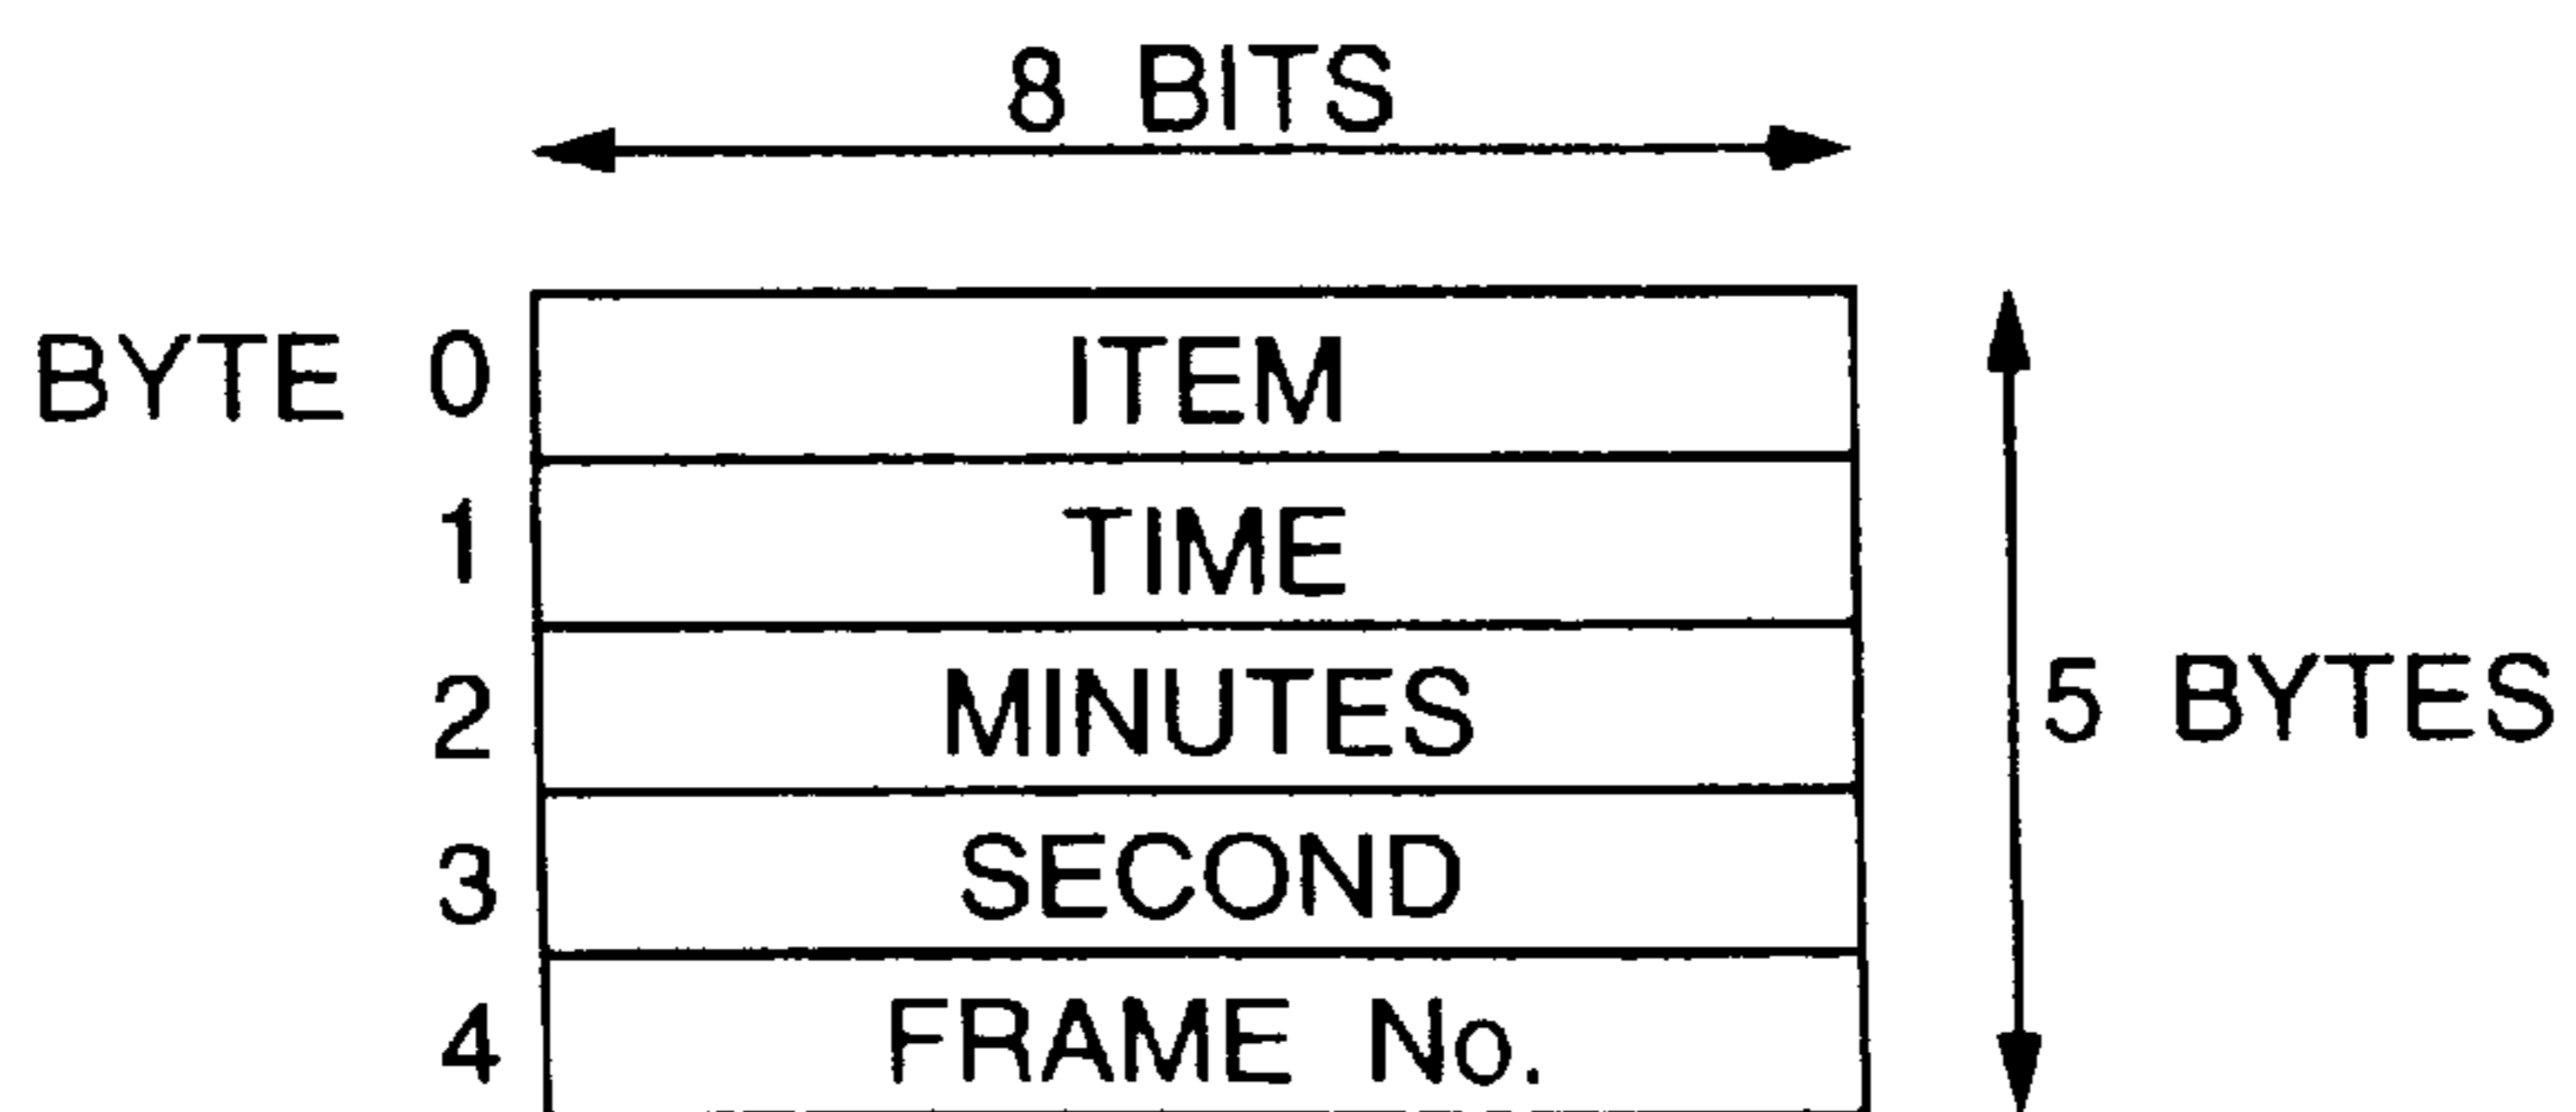 8 BITS
BYTE 0 ITEM
1 TIME
2 MINUTES
5 BYTES
3 SECOND
4 FRAME No.